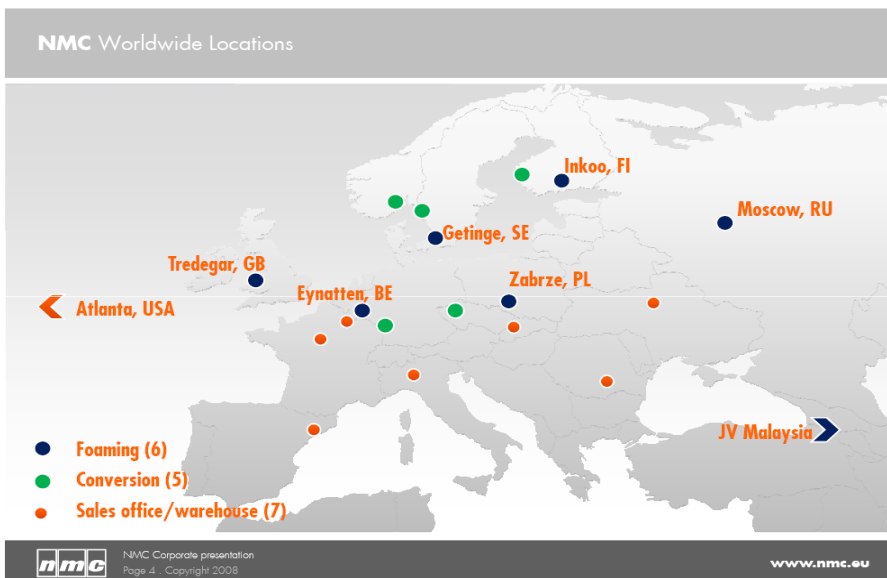 NMC Worldwide Locations
Inkoo, FI
Moscow, RU
Getinge, SE
Tredegar, GB
Zabrze, PL
Eynatten, BE
Atlanta, USA
JV Malaysia
Foaming (6)
Conversion (5)
Sales office/warehouse (7)
nmc
NMC Corporate presentation
Page 4 . Copyright 2008
www.nmc.eu